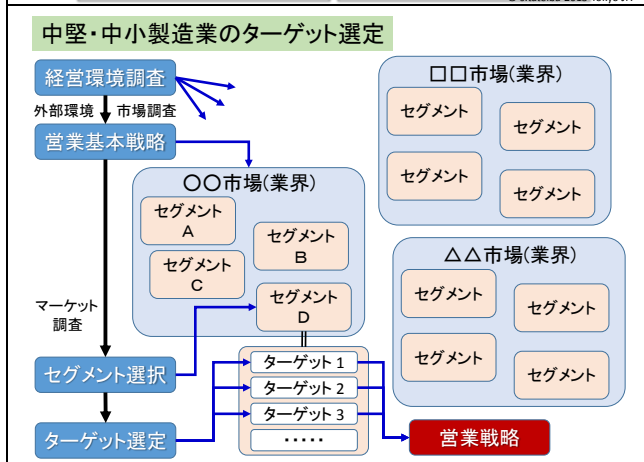 中堅・中小製造業のターゲット選定
経営環境調査
外部環境 市場調査
営業基本戦略
マーケット
調査
セグメント選択
ターゲット選定
〇〇市場(業界)
セグメント
A
セグメント
B
セグメント
C
セグメント
D
ターゲット 1
ターゲット 2
ターゲット 3
・・・・・
□□市場(業界)
セグメント
セグメント
セグメント
セグメント
△△市場(業界)
セグメント
セグメント
セグメント
セグメント
営業戦略